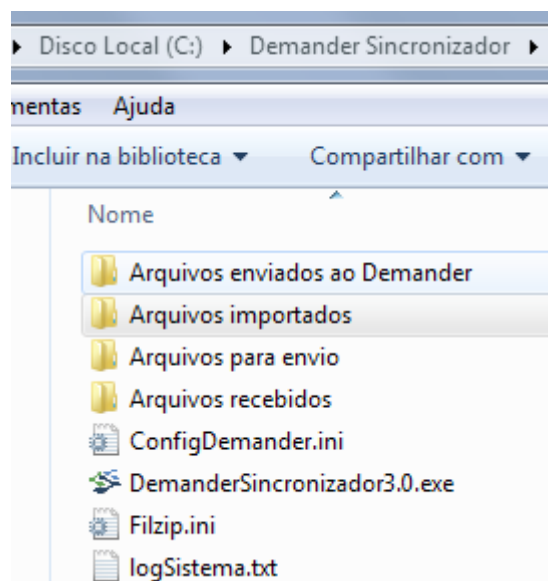 Disco Local (C:) Demander Sincronizador
mentas Ajuda
Incluir na biblioteca Compartilhar com
Nome
Arquivos enviados ao Demander
Arquivos importados
Arquivos para envio
Arquivos recebidos
ConfigDemander.ini
DemanderSincronizador3.0.exe
Filzip.ini
logSistema.txt